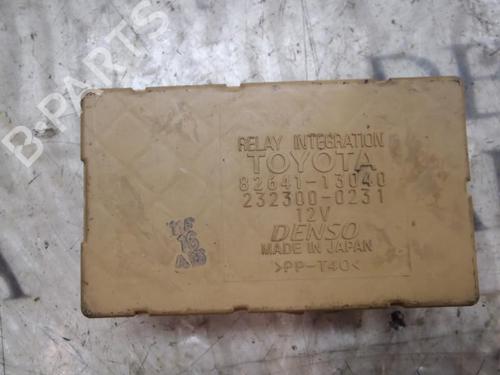 RELAY INTEGRATION
TOYOTA
82641-13040
232300-0231
12V
DENSO
MADE IN JAPAN
>PP-T40<
B-PARTS